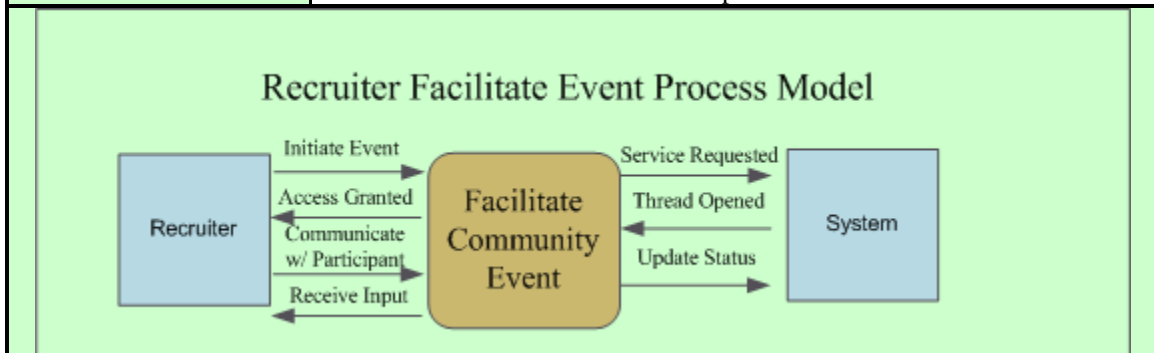 Recruiter Facilitate Event Process Model
Initiate Event
Access Granted
Communicate
w/ Participant
Receive Input
Recruiter
Facilitate
Community
Event
Service Requested
Thread Opened
Update Status
System